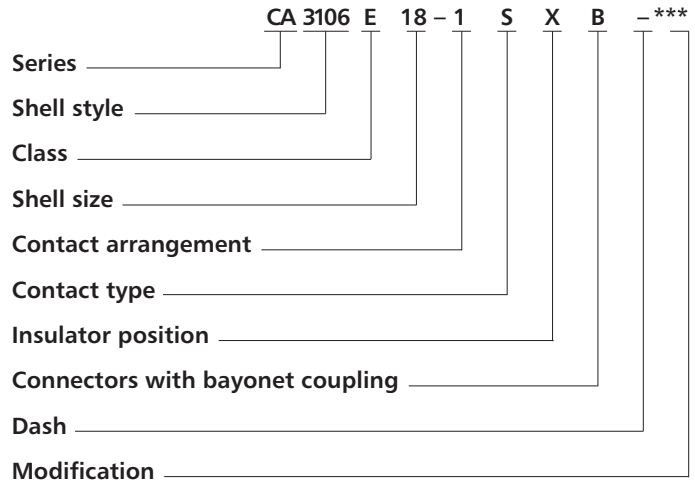 CA 3106 E 18 – 1 S X B – ***
Series
Shell style
Class
Shell size
Contact arrangement
Contact type
Insulator position
Connectors with bayonet coupling
Dash
Modification